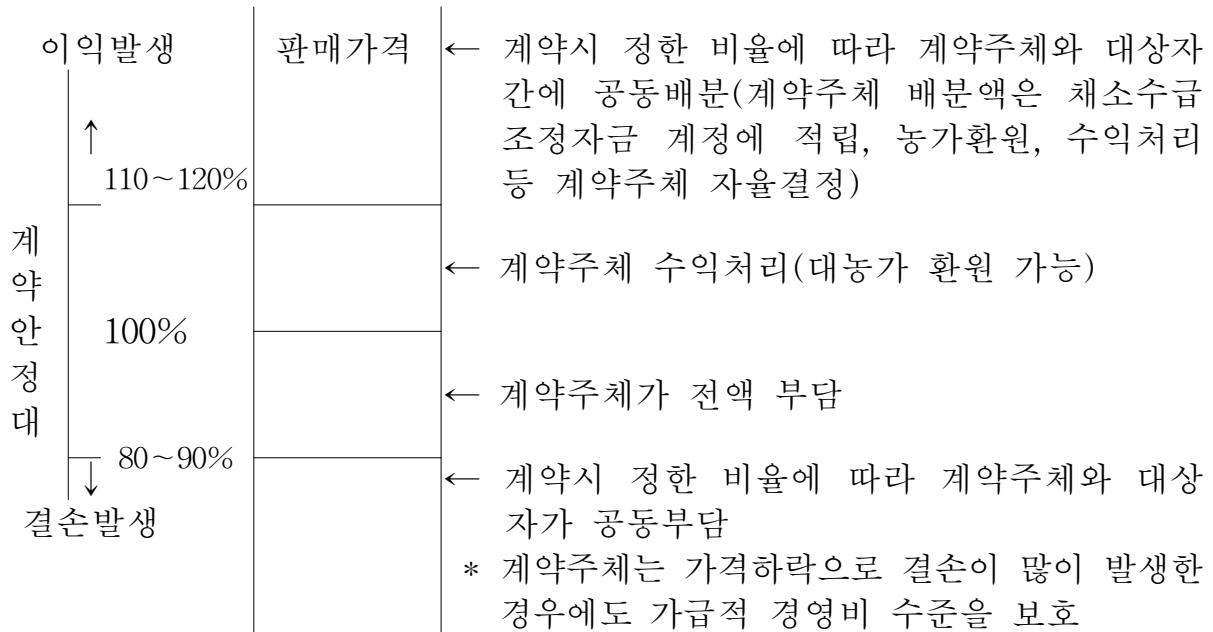 이익발생
판매가격
← 계약시 정한 비율에 따라 계약주체와 대상자
간에 공동배분(계약주체 배분액은 채소수급
조정자금 계정에 적립, 농가환원, 수익처리
등 계약주체 자율결정)
↑
110~120%
계약안정대
← 계약주체 수익처리(대농가 환원 가능)
100%
← 계약주체가 전액 부담
80~90%
↓
← 계약시 정한 비율에 따라 계약주체와 대상
자가 공동부담
결손발생
* 계약주체는 가격하락으로 결손이 많이 발생한
경우에도 가급적 경영비 수준을 보호